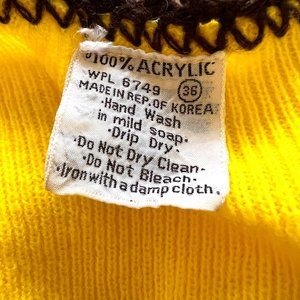 100% ACRYLIC
WPL 6749 36
MADE IN REP. OF KOREA
·Hand Wash
in mild soap·
·Drip Dry·
·Do Not Dry Clean·
·Do Not Bleach·
·Iron with a damp cloth.